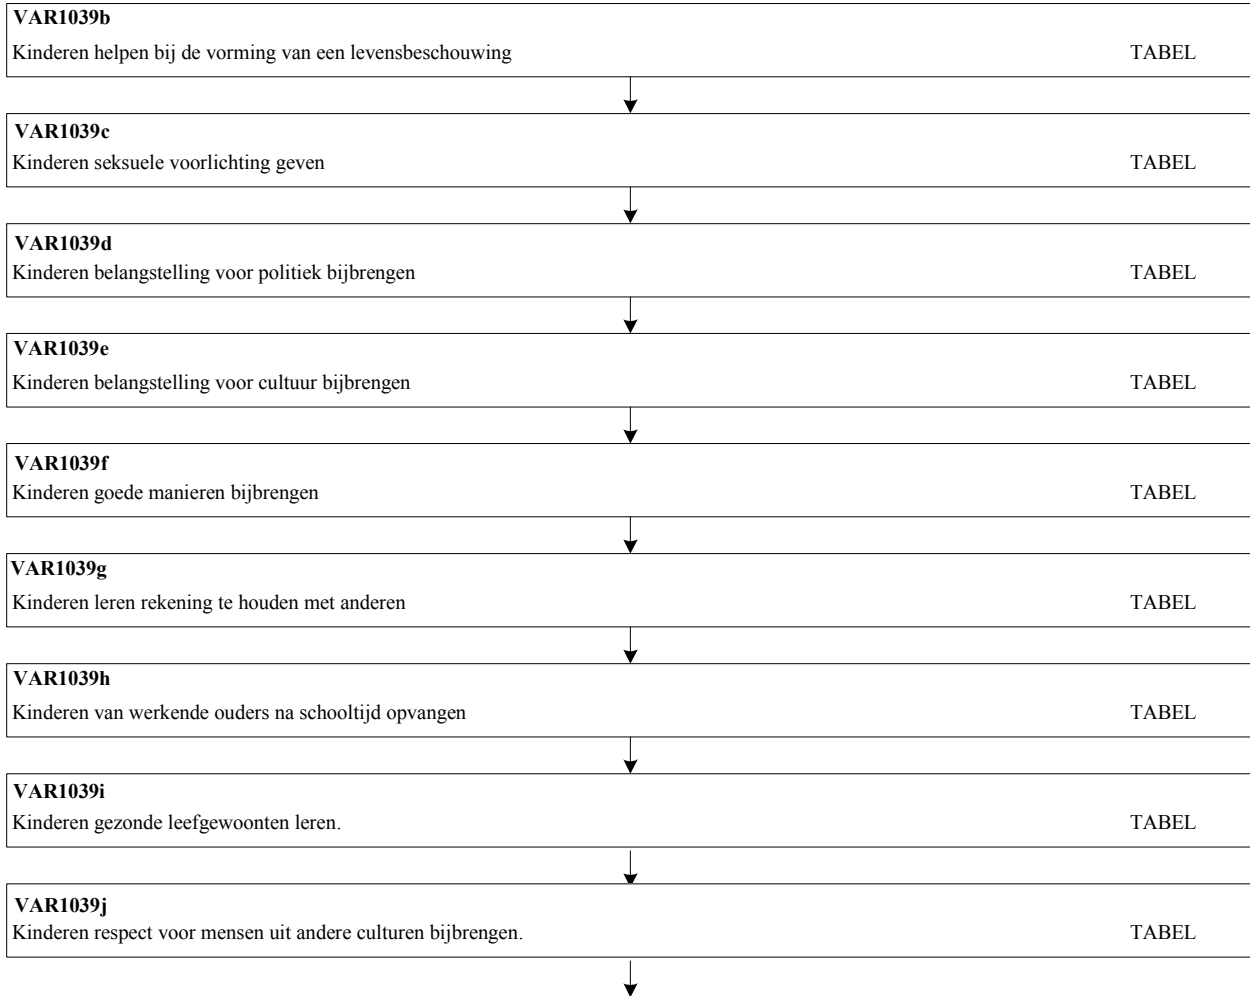 VAR1039b
Kinderen helpen bij de vorming van een levensbeschouwing TABEL
VAR1039c
Kinderen seksuele voorlichting geven TABEL
VAR1039d
Kinderen belangstelling voor politiek bijbrengen TABEL
VAR1039e
Kinderen belangstelling voor cultuur bijbrengen TABEL
VAR1039f
Kinderen goede manieren bijbrengen TABEL
VAR1039g
Kinderen leren rekening te houden met anderen TABEL
VAR1039h
Kinderen van werkende ouders na schooltijd opvangen TABEL
VAR1039i
Kinderen gezonde leefgewoonten leren. TABEL
VAR1039j
Kinderen respect voor mensen uit andere culturen bijbrengen. TABEL